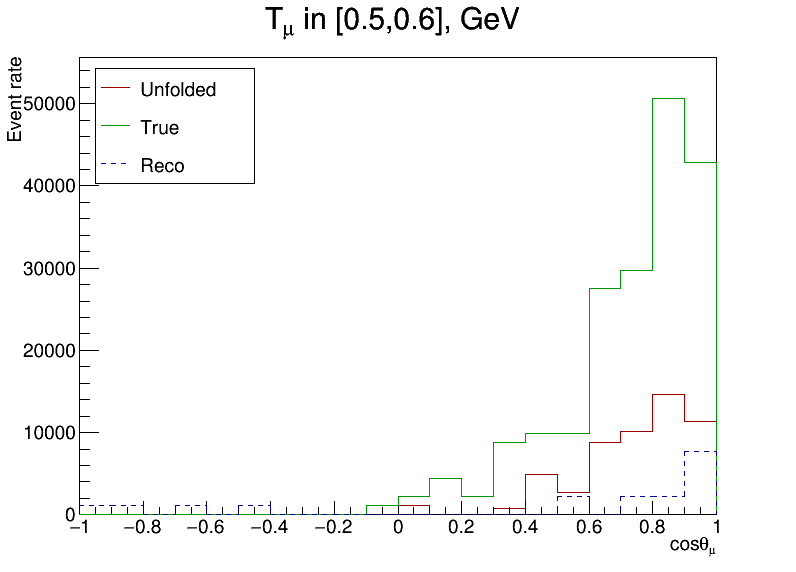 Tμ in [0.5,0.6], GeV
Event rate
Unfolded
True
Reco
50000
40000
30000
20000
10000
0
−1 −0.8 −0.6 −0.4 −0.2 0 0.2 0.4 0.6 0.8 1
cosθμ